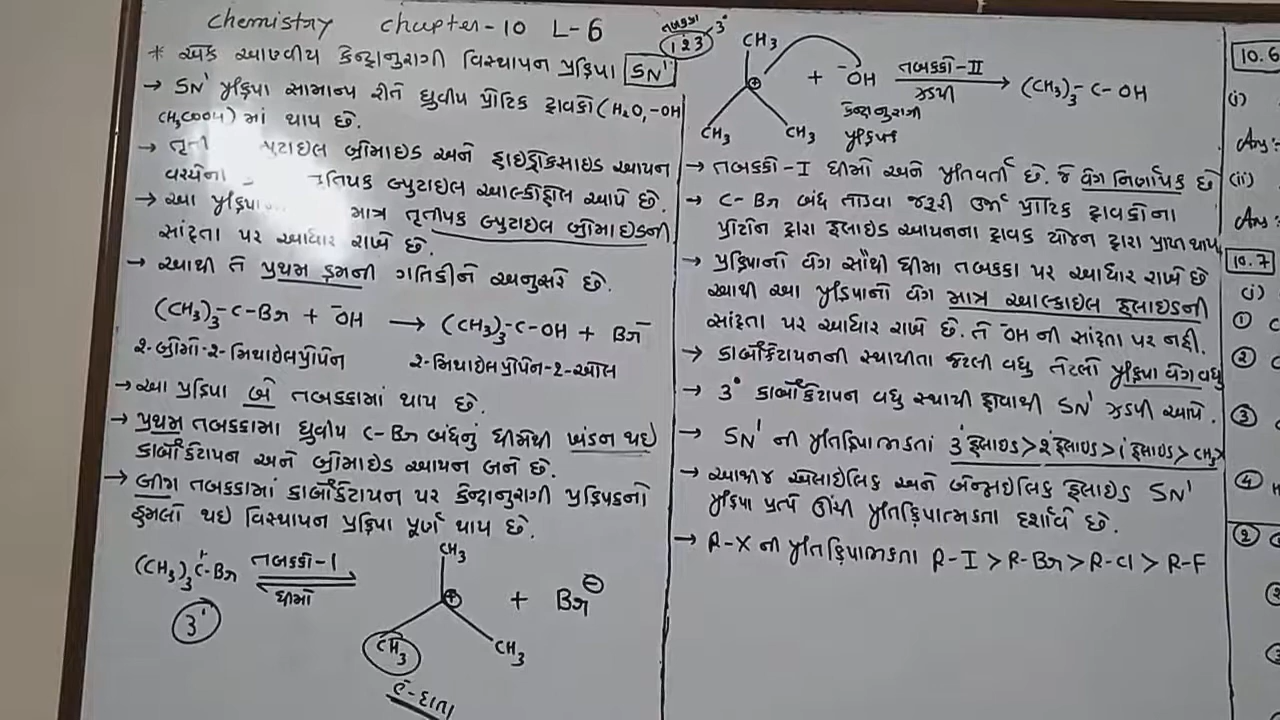 Chemistry Chapter-10 L-6
* એક આણ્વીય કેન્દ્રાનુરાગી વિસ્થાપન પ્રક્રિયા SN¹
→ SN¹ પ્રક્રિયા સામાન્ય રીતે ધ્રુવીય પ્રોટિક દ્રાવકો (H₂O, -OH
CH₃COOH) માં થાય છે.
→ બ્યુટાઇલ બ્રોમાઇડ અને હાઇડ્રોક્સાઇડ આયન
વચ્ચેના બ્યુટાઇલ આલ્કોહોલ આપે છે.
→ આ માત્ર તૃતીયક બ્યુટાઇલ બ્રોમાઇડની
સાંદ્રતા પર આધાર રાખે છે.
→ આથી તે પ્રથમ ક્રમની ગતિકીને અનુસરે છે.
(CH₃)₃-C-Br + ⁻OH → (CH₃)₃-C-OH + Br⁻
2-બ્રોમો-2-મિથાઇલપ્રોપેન 2-મિથાઇલપ્રોપેન-2-ઓલ
→ આ પ્રક્રિયા બે તબક્કામાં થાય છે.
→ પ્રથમ તબક્કામાં ધ્રુવીય C-Br બંધનું ધીમેથી ખંડન થઇ
કાર્બોકેટાયન અને બ્રોમાઇડ આયન બને છે.
→ બીજા તબક્કામાં કાર્બોકેટાયન પર કેન્દ્રાનુરાગી પ્રક્રિયકનો
હુમલો થઇ વિસ્થાપન પ્રક્રિયા પૂર્ણ થાય છે.
(CH₃)₃C-Br તબક્કો-I ધીમો
3°
CH₃
⊕ + Br⊖
CH₃ CH₃
e-દાતા
તબક્કા
1 2 3 3°
CH₃
⊕ + ⁻OH તબક્કો-II ઝડપી → (CH₃)₃-C-OH
CH₃ CH₃ કેન્દ્રાનુરાગી
પ્રક્રિયક
→ તબક્કો-I ધીમો અને પ્રતિવર્તી છે. જે વેગ નિર્ણાયક છે
→ C-Br બંધ તોડવા જરૂરી ઉર્જા પ્રોટિક દ્રાવકોના
પ્રોટોન દ્વારા હેલાઇડ આયનના દ્રાવક યોજન દ્વારા પ્રાપ્ત થાય
→ પ્રક્રિયાનો વેગ સૌથી ધીમા તબક્કા પર આધાર રાખે છે
આથી આ પ્રક્રિયાનો વેગ માત્ર આલ્કાઇલ હેલાઇડની
સાંદ્રતા પર આધાર રાખે છે. તે ⁻OH ની સાંદ્રતા પર નહી.
→ કાર્બોકેટાયનની સ્થાયીતા જેટલી વધુ તેટલો પ્રક્રિયા વેગ વધુ
→ 3° કાર્બોકેટાયન વધુ સ્થાયી હોવાથી SN¹ ઝડપી આપે.
→ SN¹ ની પ્રતિક્રિયાત્મકતા 3° હેલાઇડ > 2° હેલાઇડ > 1° હેલાઇડ > CH₃X
→ આથી જ એલાઇલિક અને બેન્ઝાઇલિક હેલાઇડ SN¹
પ્રક્રિયા પ્રત્યે ઊંચી પ્રતિક્રિયાત્મકતા દર્શાવે છે.
→ R-X ની પ્રતિક્રિયાત્મકતા R-I > R-Br > R-Cl > R-F
10.6
(i)
Ans:-
(ii)
Ans:
10.7
(i)
①
②
③
④
②